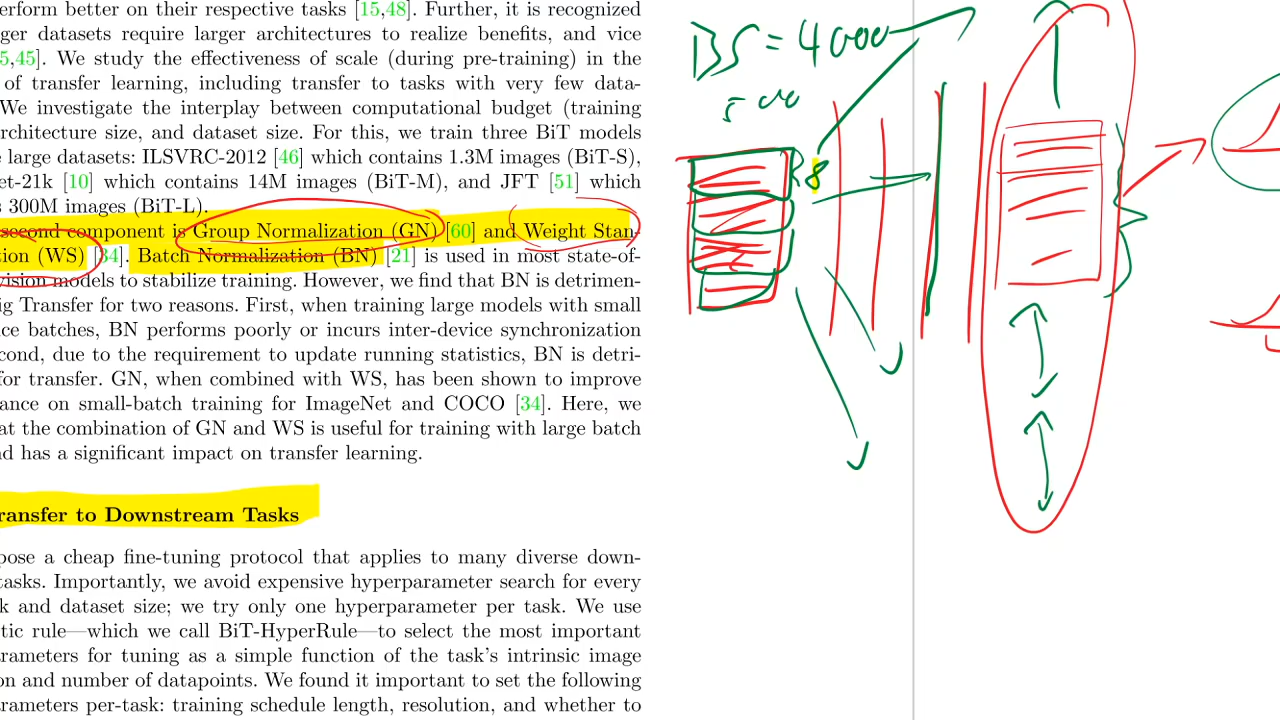 erform better on their respective tasks [15,48]. Further, it is recognized
ger datasets require larger architectures to realize benefits, and vice
5,45]. We study the effectiveness of scale (during pre-training) in the
of transfer learning, including transfer to tasks with very few data-
We investigate the interplay between computational budget (training
rchitecture size, and dataset size. For this, we train three BiT models
e large datasets: ILSVRC-2012 [46] which contains 1.3M images (BiT-S),
et-21k [10] which contains 14M images (BiT-M), and JFT [51] which
s 300M images (BiT-L).
second component is Group Normalization (GN) [60] and Weight Stan-
tion (WS) [34]. Batch Normalization (BN) [21] is used in most state-of-
vision models to stabilize training. However, we find that BN is detrimen-
ig Transfer for two reasons. First, when training large models with small
ce batches, BN performs poorly or incurs inter-device synchronization
cond, due to the requirement to update running statistics, BN is detri-
for transfer. GN, when combined with WS, has been shown to improve
ance on small-batch training for ImageNet and COCO [34]. Here, we
at the combination of GN and WS is useful for training with large batch
nd has a significant impact on transfer learning.
ransfer to Downstream Tasks
pose a cheap fine-tuning protocol that applies to many diverse down-
tasks. Importantly, we avoid expensive hyperparameter search for every
k and dataset size; we try only one hyperparameter per task. We use
tic rule—which we call BiT-HyperRule—to select the most important
rameters for tuning as a simple function of the task's intrinsic image
on and number of datapoints. We found it important to set the following
rameters per-task: training schedule length, resolution, and whether to
BS = 4000
500
8